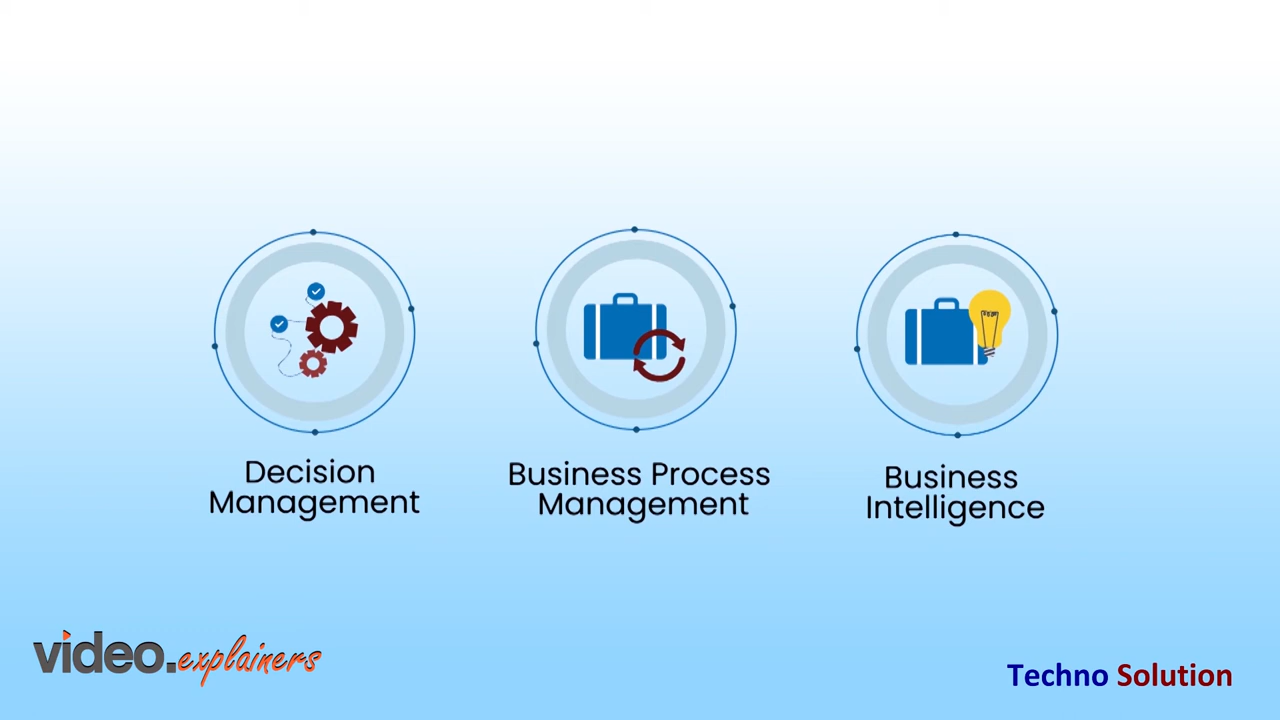 Decision
Management
Business Process
Management
Business
Intelligence
video.explainers
Techno Solution